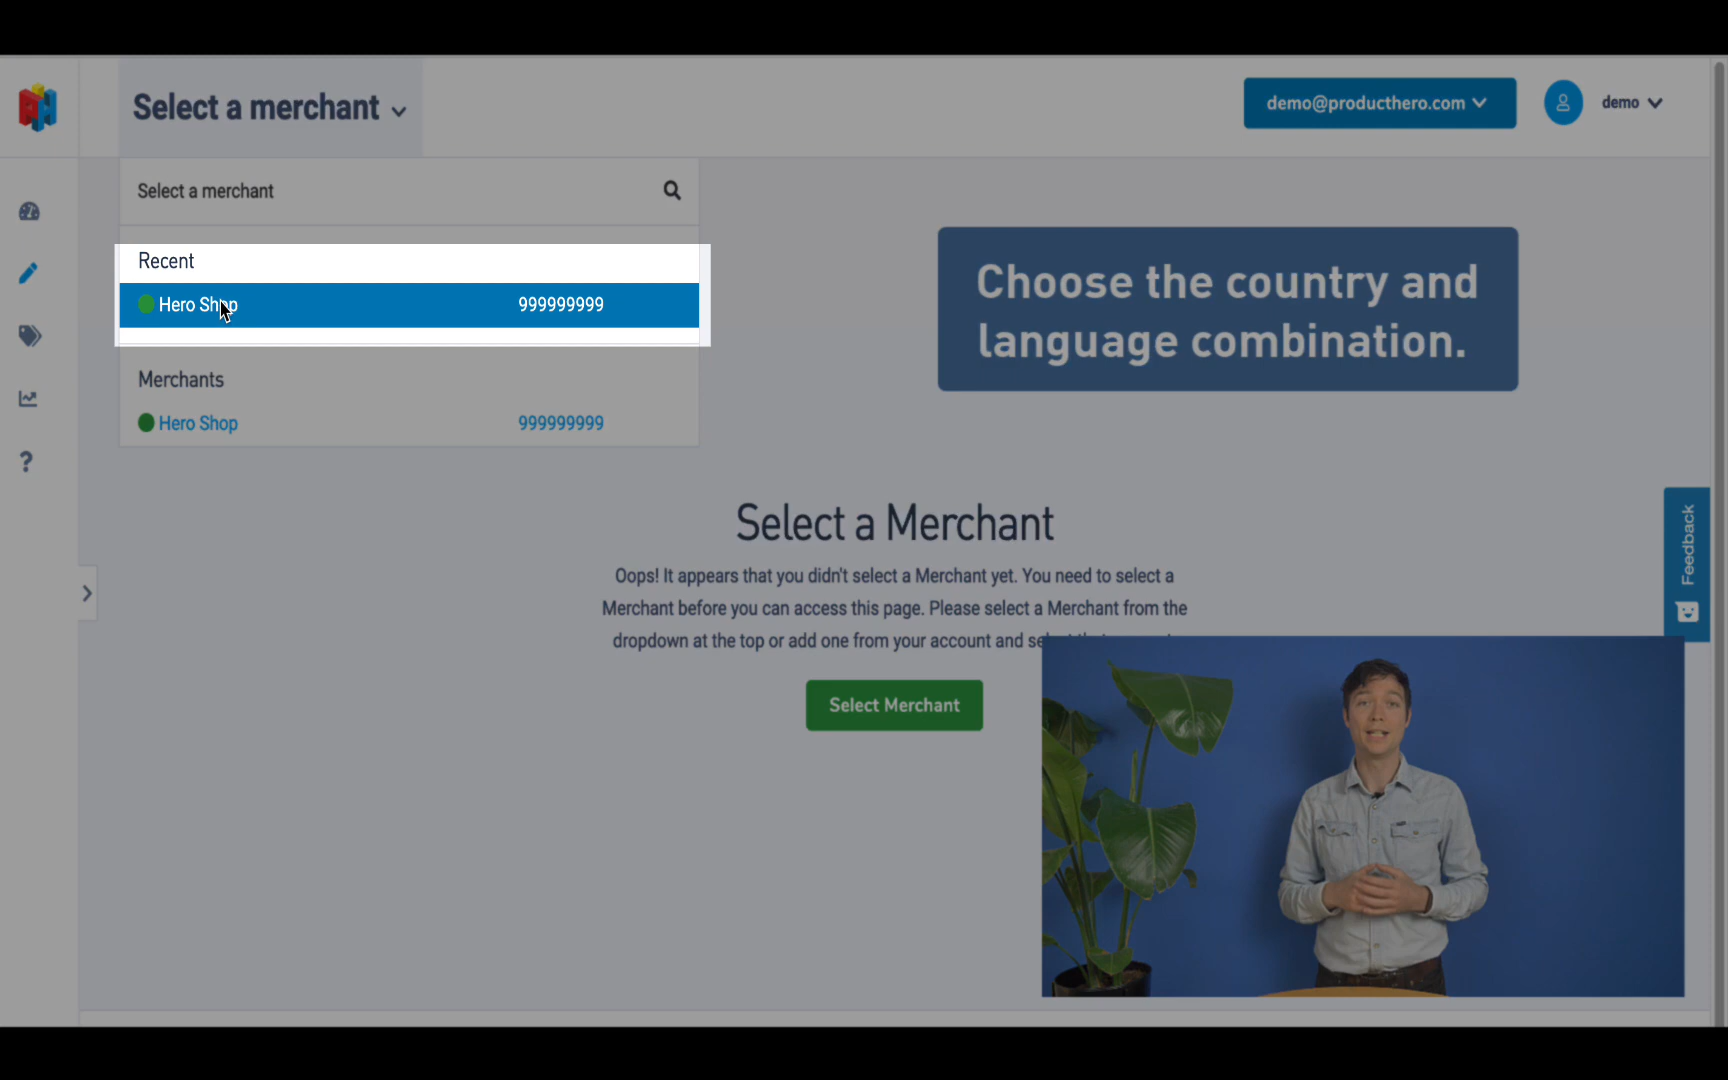 Select a merchant
demo@producthero.com
demo
Select a merchant
Recent
Hero Shop 999999999
Merchants
Hero Shop 999999999
Choose the country and
language combination.
Select a Merchant
Oops! It appears that you didn't select a Merchant yet. You need to select a
Merchant before you can access this page. Please select a Merchant from the
dropdown at the top or add one from your account and
Select Merchant
Feedback